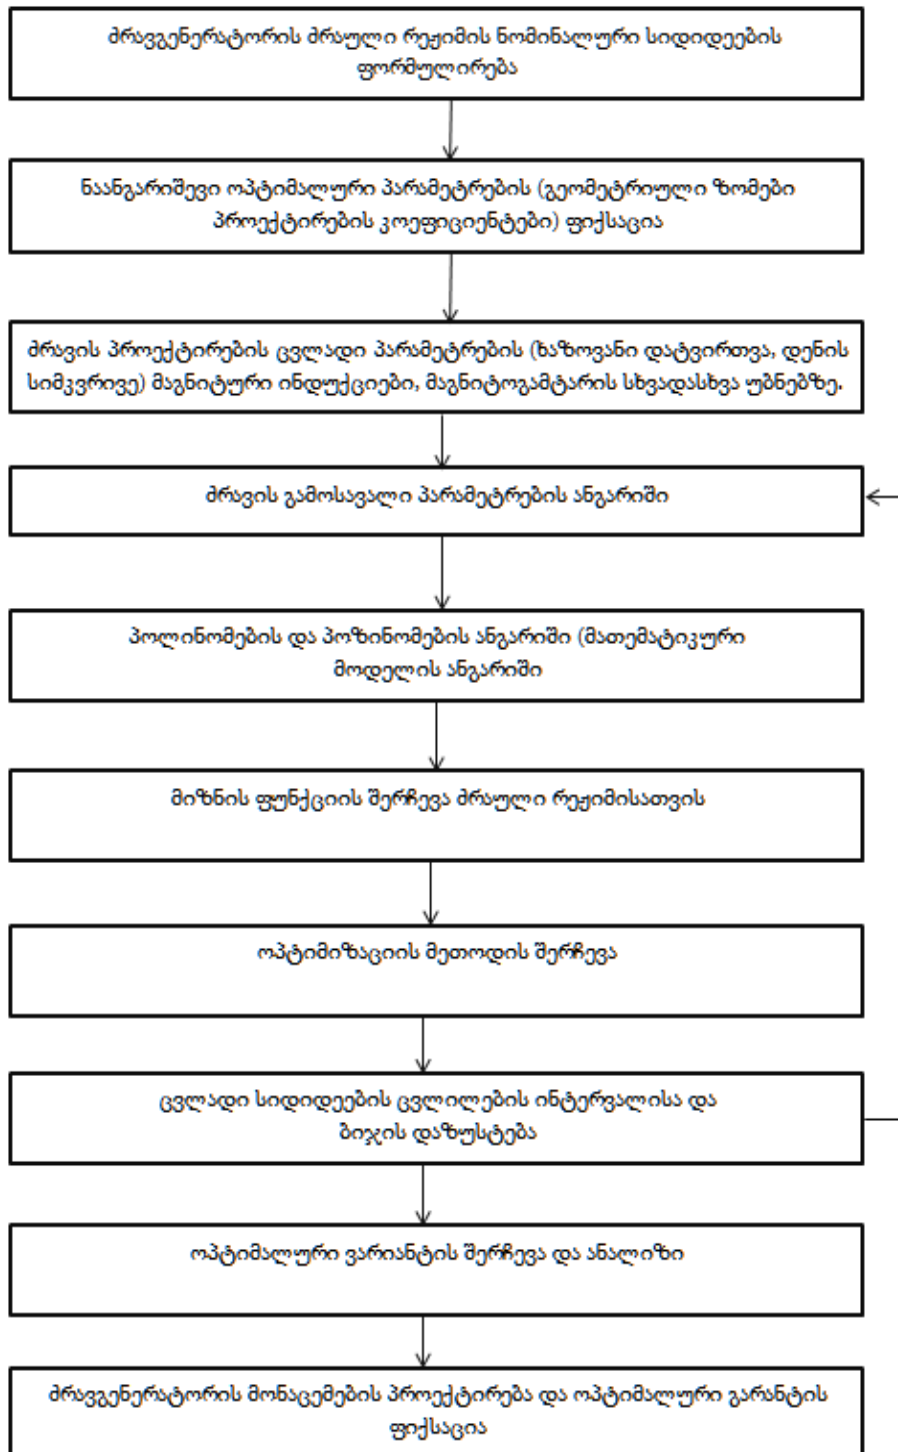 ძრავგენერატორის ძრაული რეჟიმის ნომინალური სიდიდეების
ფორმულირება
ნაანგარიშევი ოპტიმალური პარამეტრების (გეომეტრიული ზომები
პროექტირების კოეფიციენტები) ფიქსაცია
ძრავის პროექტირების ცვლადი პარამეტრების (ხაზოვანი დატვირთვა, დენის
სიმკვრივე) მაგნიტური ინდუქციები, მაგნიტოგამტარის სხვადასხვა უბნებზე.
ძრავის გამოსავალი პარამეტრების ანგარიში
პოლინომების და პოზინომების ანგარიში (მათემატიკური
მოდელის ანგარიში
მიზნის ფუნქციის შერჩევა ძრაული რეჟიმისათვის
ოპტიმიზაციის მეთოდის შერჩევა
ცვლადი სიდიდეების ცვლილების ინტერვალისა და
ბიჯის დაზუსტება
ოპტიმალური ვარიანტის შერჩევა და ანალიზი
ძრავგენერატორის მონაცემების პროექტირება და ოპტიმალური გარანტის
ფიქსაცია